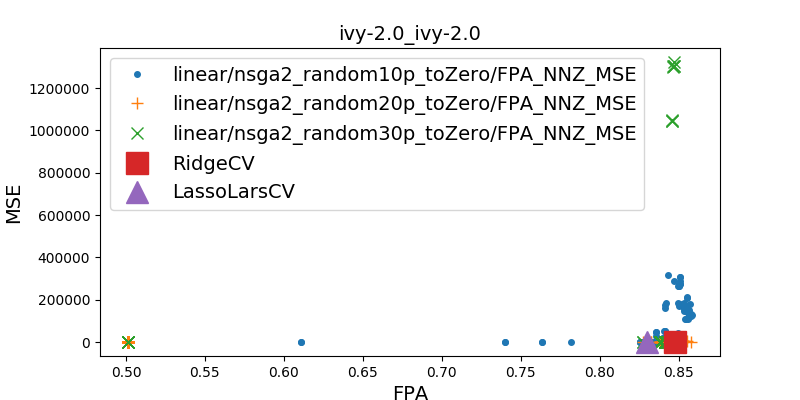 ivy-2.0_ivy-2.0
linear/nsga2_random10p_toZero/FPA_NNZ_MSE
linear/nsga2_random20p_toZero/FPA_NNZ_MSE
linear/nsga2_random30p_toZero/FPA_NNZ_MSE
RidgeCV
LassoLarsCV
MSE
1200000
1000000
800000
600000
400000
200000
0
0.50 0.55 0.60 0.65 0.70 0.75 0.80 0.85
FPA